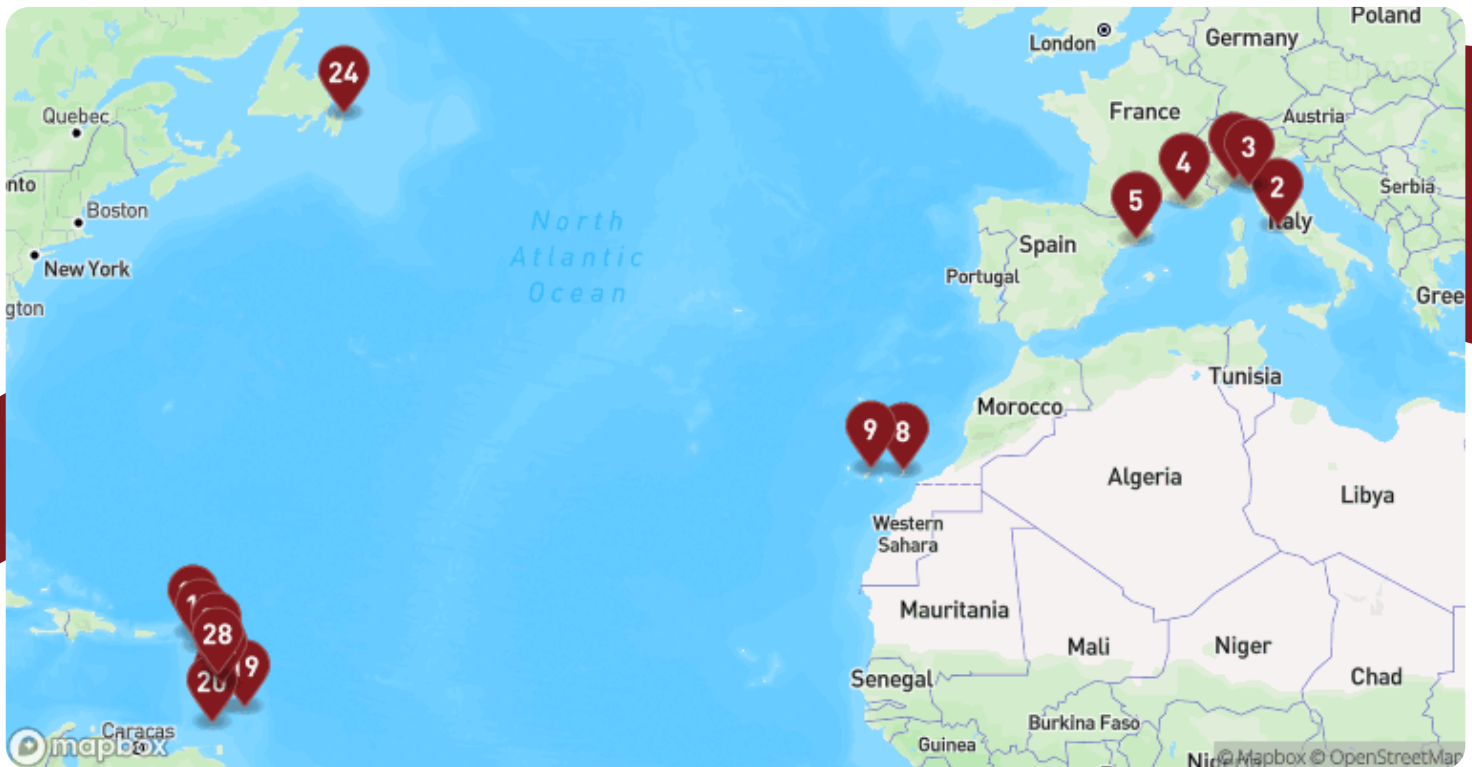 Poland
London
Germany
24
Quebec
France
Austria
3
4
nto
2
Serbia
5
Boston
North
Atlantic
Ocean
Italy
Spain
New York
Portugal
Gree
gton
Tunisia
Morocco
9
8
Algeria
Libya
Western
Sahara
Mauritania
28
Mali
Niger
19
20
Senegal
Chad
Burkina Faso
Caracas
mapbox
Guinea
© Mapbox © OpenStreetMap